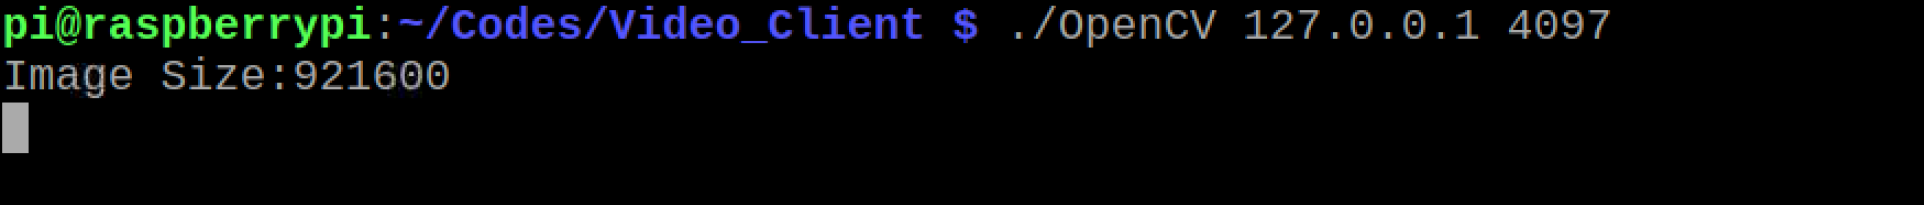 pi@raspberrypi:~/Codes/Video_Client $ ./OpenCV 127.0.0.1 4097
Image Size:921600